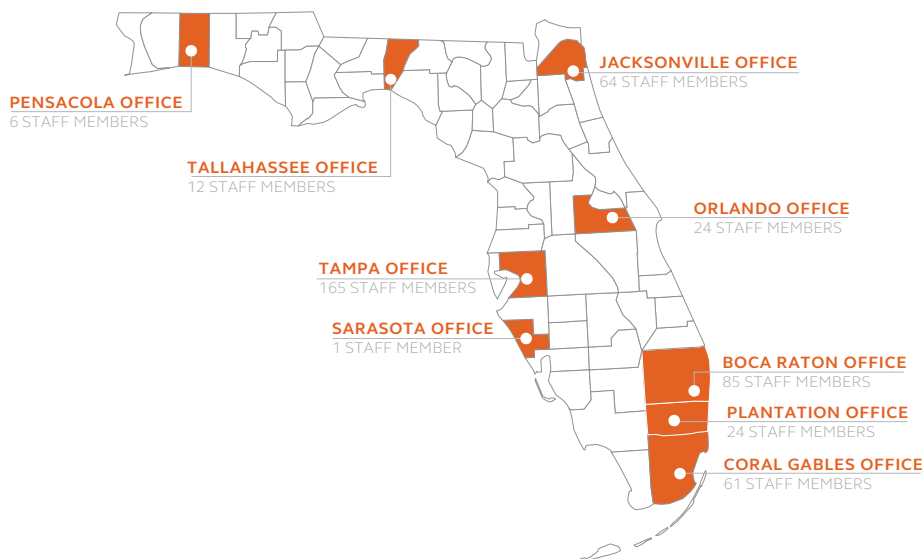 JACKSONVILLE OFFICE
64 STAFF MEMBERS
PENSACOLA OFFICE
6 STAFF MEMBERS
TALLAHASSEE OFFICE
12 STAFF MEMBERS
ORLANDO OFFICE
24 STAFF MEMBERS
TAMPA OFFICE
165 STAFF MEMBERS
SARASOTA OFFICE
1 STAFF MEMBER
BOCA RATON OFFICE
85 STAFF MEMBERS
PLANTATION OFFICE
24 STAFF MEMBERS
CORAL GABLES OFFICE
61 STAFF MEMBERS